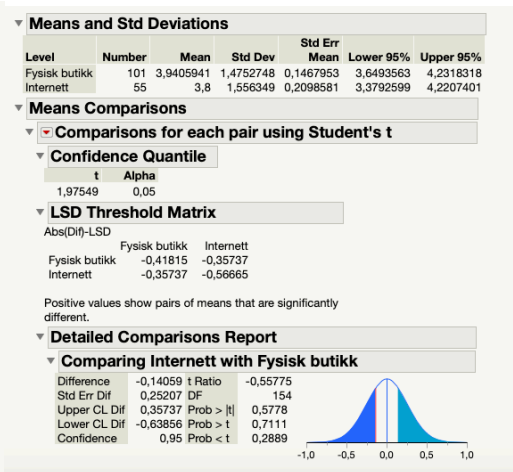 Means and Std Deviations
Std Err
Level Number Mean Std Dev Mean Lower 95% Upper 95%
Fysisk butikk 101 3,9405941 1,4752748 0,1467953 3,6493563 4,2318318
Internett 55 3,8 1,556349 0,2098581 3,3792599 4,2207401
Means Comparisons
Comparisons for each pair using Student's t
Confidence Quantile
t Alpha
1,97549 0,05
LSD Threshold Matrix
Abs(Dif)-LSD
Fysisk butikk Internett
Fysisk butikk -0,41815 -0,35737
Internett -0,35737 -0,56665
Positive values show pairs of means that are significantly
different.
Detailed Comparisons Report
Comparing Internett with Fysisk butikk
Difference -0,14059 t Ratio -0,55775
Std Err Dif 0,25207 DF 154
Upper CL Dif 0,35737 Prob > |t| 0,5778
Lower CL Dif -0,63856 Prob > t 0,7111
Confidence 0,95 Prob < t 0,2889
-1,0 -0,5 0,0 0,5 1,0